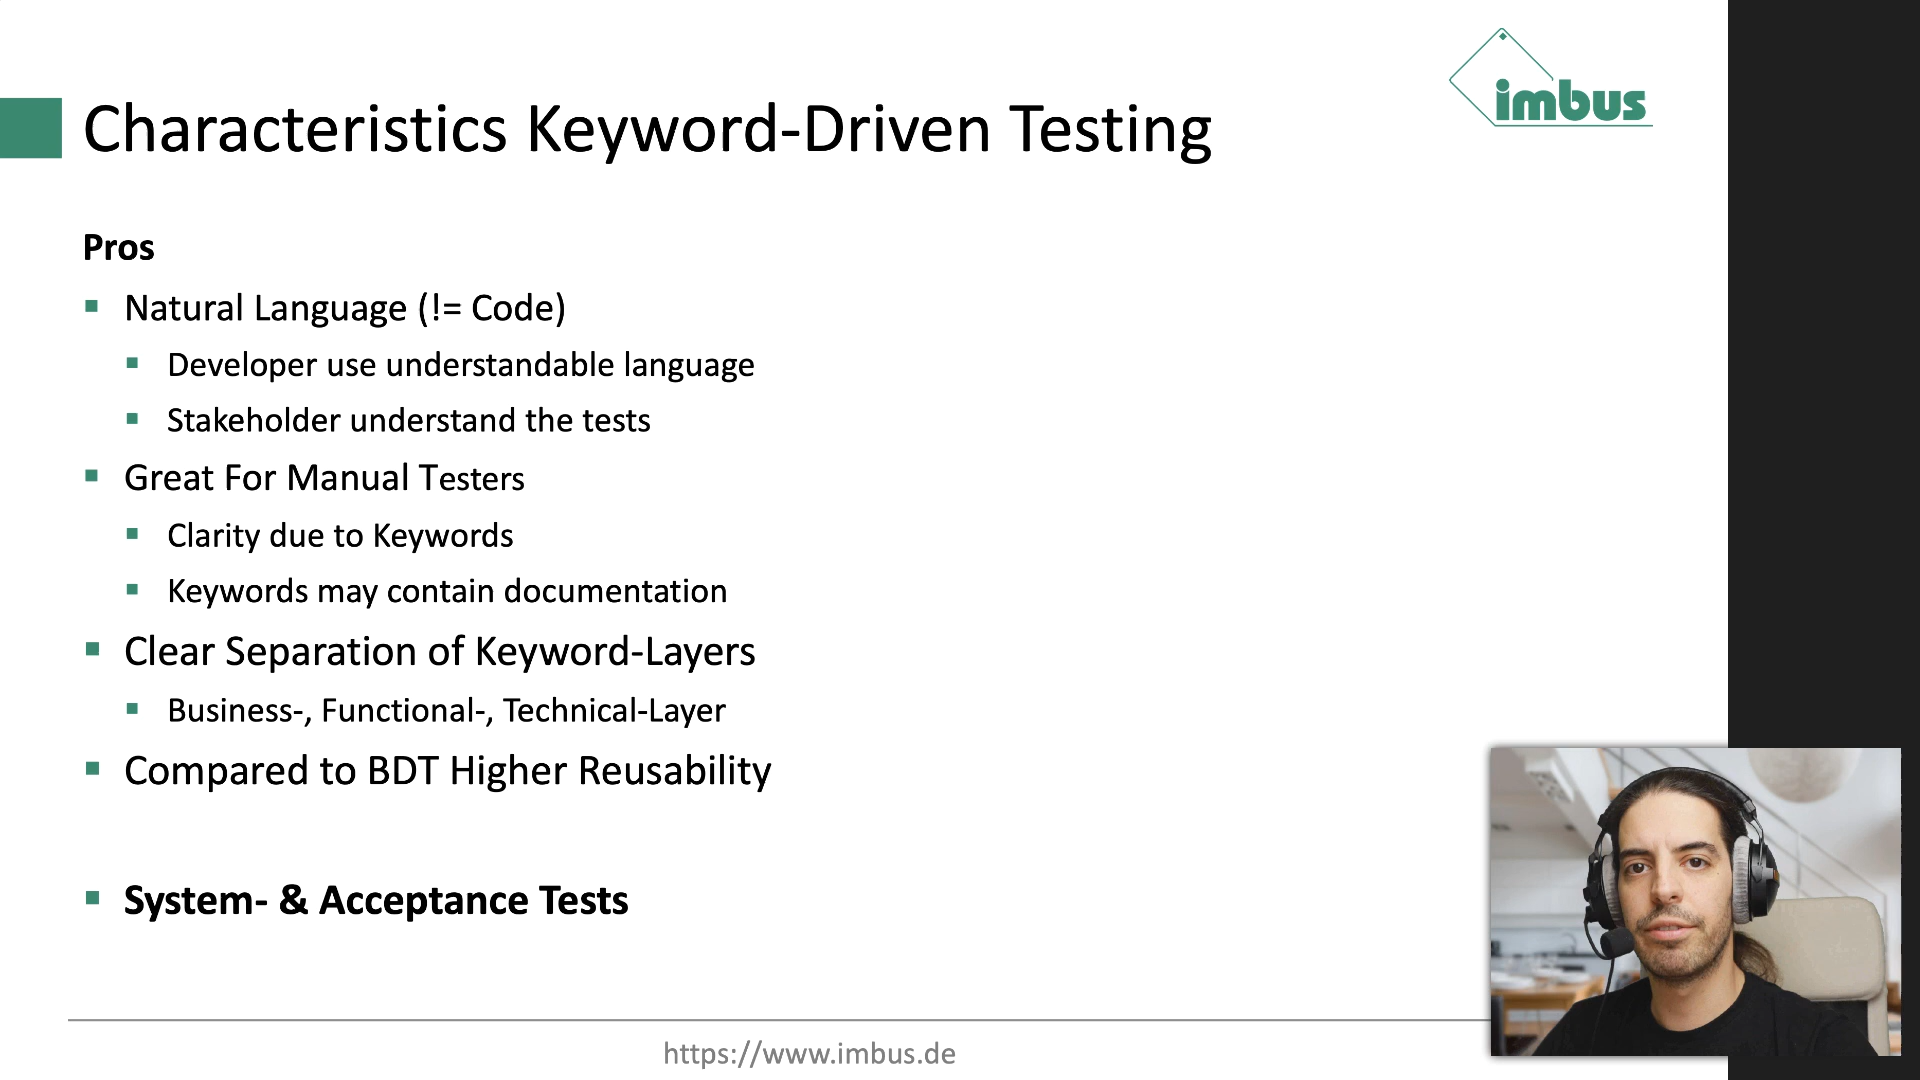 imbus
Characteristics Keyword-Driven Testing
Pros
Natural Language (!= Code)
Developer use understandable language
Stakeholder understand the tests
Great For Manual Testers
Clarity due to Keywords
Keywords may contain documentation
Clear Separation of Keyword-Layers
Business-, Functional-, Technical-Layer
Compared to BDT Higher Reusability
System- & Acceptance Tests
https://www.imbus.de